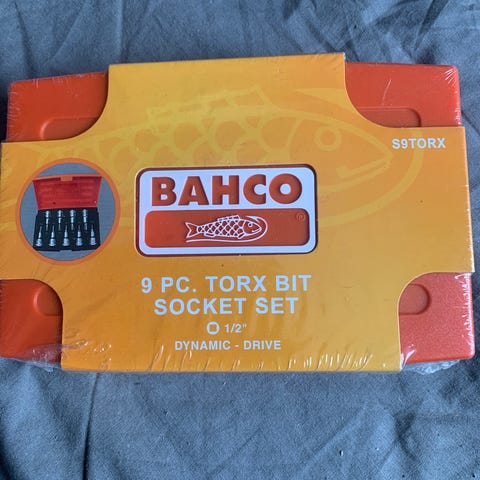 S9TORX
BAHCO
®
9 PC. TORX BIT
SOCKET SET
1/2"
DYNAMIC - DRIVE